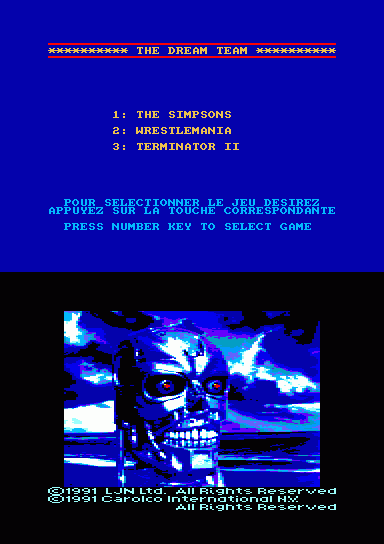 ********** THE DREAM TEAM **********
1: THE SIMPSONS
2: WRESTLEMANIA
3: TERMINATOR II
POUR SELECTIONNER LE JEU DESIREZ
APPUYEZ SUR LA TOUCHE CORRESPONDANTE
PRESS NUMBER KEY TO SELECT GAME
©1991 LJN Ltd. All Rights Reserved
©1991 Carolco International N.V.
All Rights Reserved